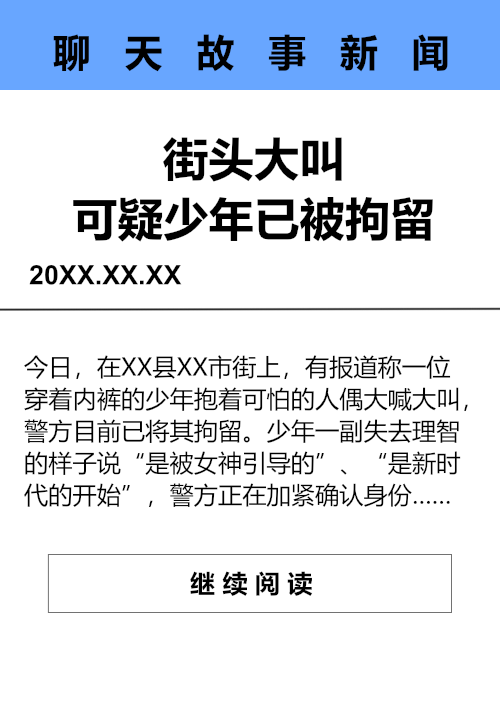 聊天故事新闻
街头大叫
可疑少年已被拘留
20XX.XX.XX
今日，在XX县XX市街上，有报道称一位
穿着内裤的少年抱着可怕的人偶大喊大叫，
警方目前已将其拘留。少年一副失去理智
的样子说“是被女神引导的”、“是新时
代的开始”，警方正在加紧确认身份……
继续阅读